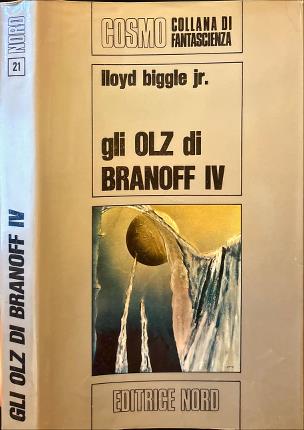 NORD
21
GLI OLZ DI BRANOFF IV
COSMO COLLANA DI
FANTASCIENZA
lloyd biggle jr.
gli OLZ di
BRANOFF IV
EDITRICE NORD